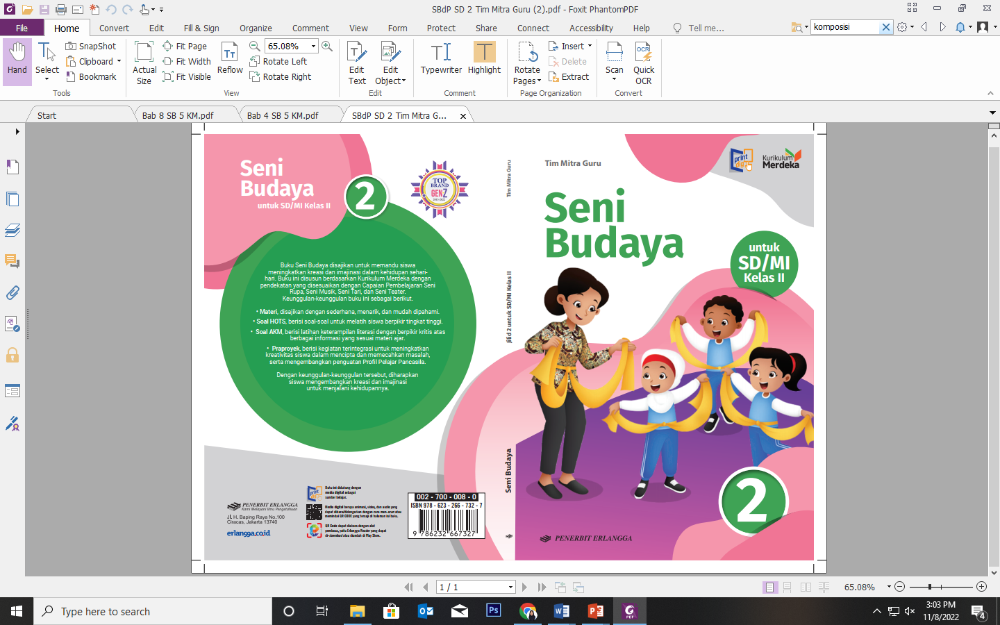 SBdP SD 2 Tim Mitra Guru (2).pdf - Foxit PhantomPDF
File
Home
Convert
Edit
Fill & Sign
Organize
Comment
View
Form
Protect
Share
Connect
Accessibility
Help
Tell me...
komposisi
Hand
Select
SnapShot
Clipboard
Bookmark
Tools
Actual
Size
Fit Page
Fit Width
Fit Visible
Reflow
65.08%
Rotate Left
Rotate Right
View
Edit
Text
Edit
Object
Edit
Typewriter
Highlight
Comment
Rotate
Pages
Insert
Delete
Extract
Page Organization
Scan
Quick
OCR
Convert
Start
Bab 8 SB 5 KM.pdf
Bab 4 SB 5 KM.pdf
SBdP SD 2 Tim Mitra G...
Seni
Budaya
untuk SD/MI Kelas II
2
TOP
BRAND
GENZ
2015-2022
Buku Seni Budaya disajikan untuk memandu siswa
meningkatkan kreasi dan imajinasi dalam kehidupan sehari-
hari. Buku ini disusun berdasarkan Kurikulum Merdeka dengan
pendekatan yang disesuaikan dengan Capaian Pembelajaran Seni
Rupa, Seni Musik, Seni Tari, dan Seni Teater.
Keunggulan-keunggulan buku ini sebagai berikut.
• Materi, disajikan dengan sederhana, menarik, dan mudah dipahami.
• Soal HOTS, berisi soal-soal untuk melatih siswa berpikir tingkat tinggi.
• Soal AKM, berisi latihan keterampilan literasi dengan berpikir kritis atas
berbagai informasi yang sesuai materi ajar.
• Praproyek, berisi kegiatan terintegrasi untuk meningkatkan
kreativitas siswa dalam mencipta dan memecahkan masalah,
serta mengembangkan penguatan Profil Pelajar Pancasila.
Dengan keunggulan-keunggulan tersebut, diharapkan
siswa mengembangkan kreasi dan imajinasi
untuk menjalani kehidupannya.
PENERBIT ERLANGGA
Kami Melayani Ilmu Pengetahuan
Jl. H. Baping Raya No.100
Ciracas, Jakarta 13740
erlangga.co.id
Buku ini didukung dengan
media digital sebagai
sumber belajar.
Media digital berupa animasi, video, dan audio yang
dapat dibaca/didengarkan dengan cara men-scan atau
memindai QR CODE yang tersaji di halaman isi buku.
QR Code dapat diakses dengan alat
pembaca, yaitu Erlangga Reader yang dapat
di-download atau diunduh di Play Store.
002 - 700 - 008 - 0
ISBN 978 - 623 - 266 - 732 - 7
9 786232 667327
Tim Mitra Guru
Jilid 2 untuk SD/MI Kelas II
Seni Budaya
Tim Mitra Guru
print
digital
Kurikulum
Merdeka
Seni
Budaya
untuk
SD/MI
Kelas II
2
PENERBIT ERLANGGA
1 / 1
65.08%
Type here to search
3:03 PM
11/8/2022
4